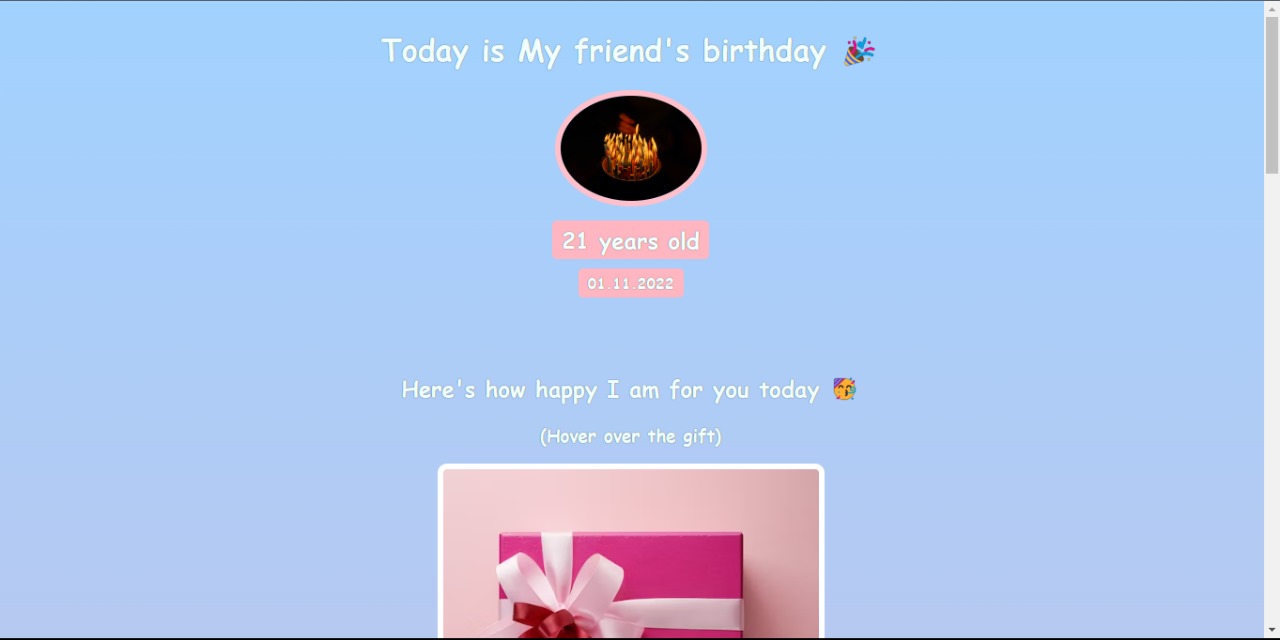 Today is My friend's birthday 🎉
21 years old
01.11.2022
Here's how happy I am for you today 🥳
(Hover over the gift)